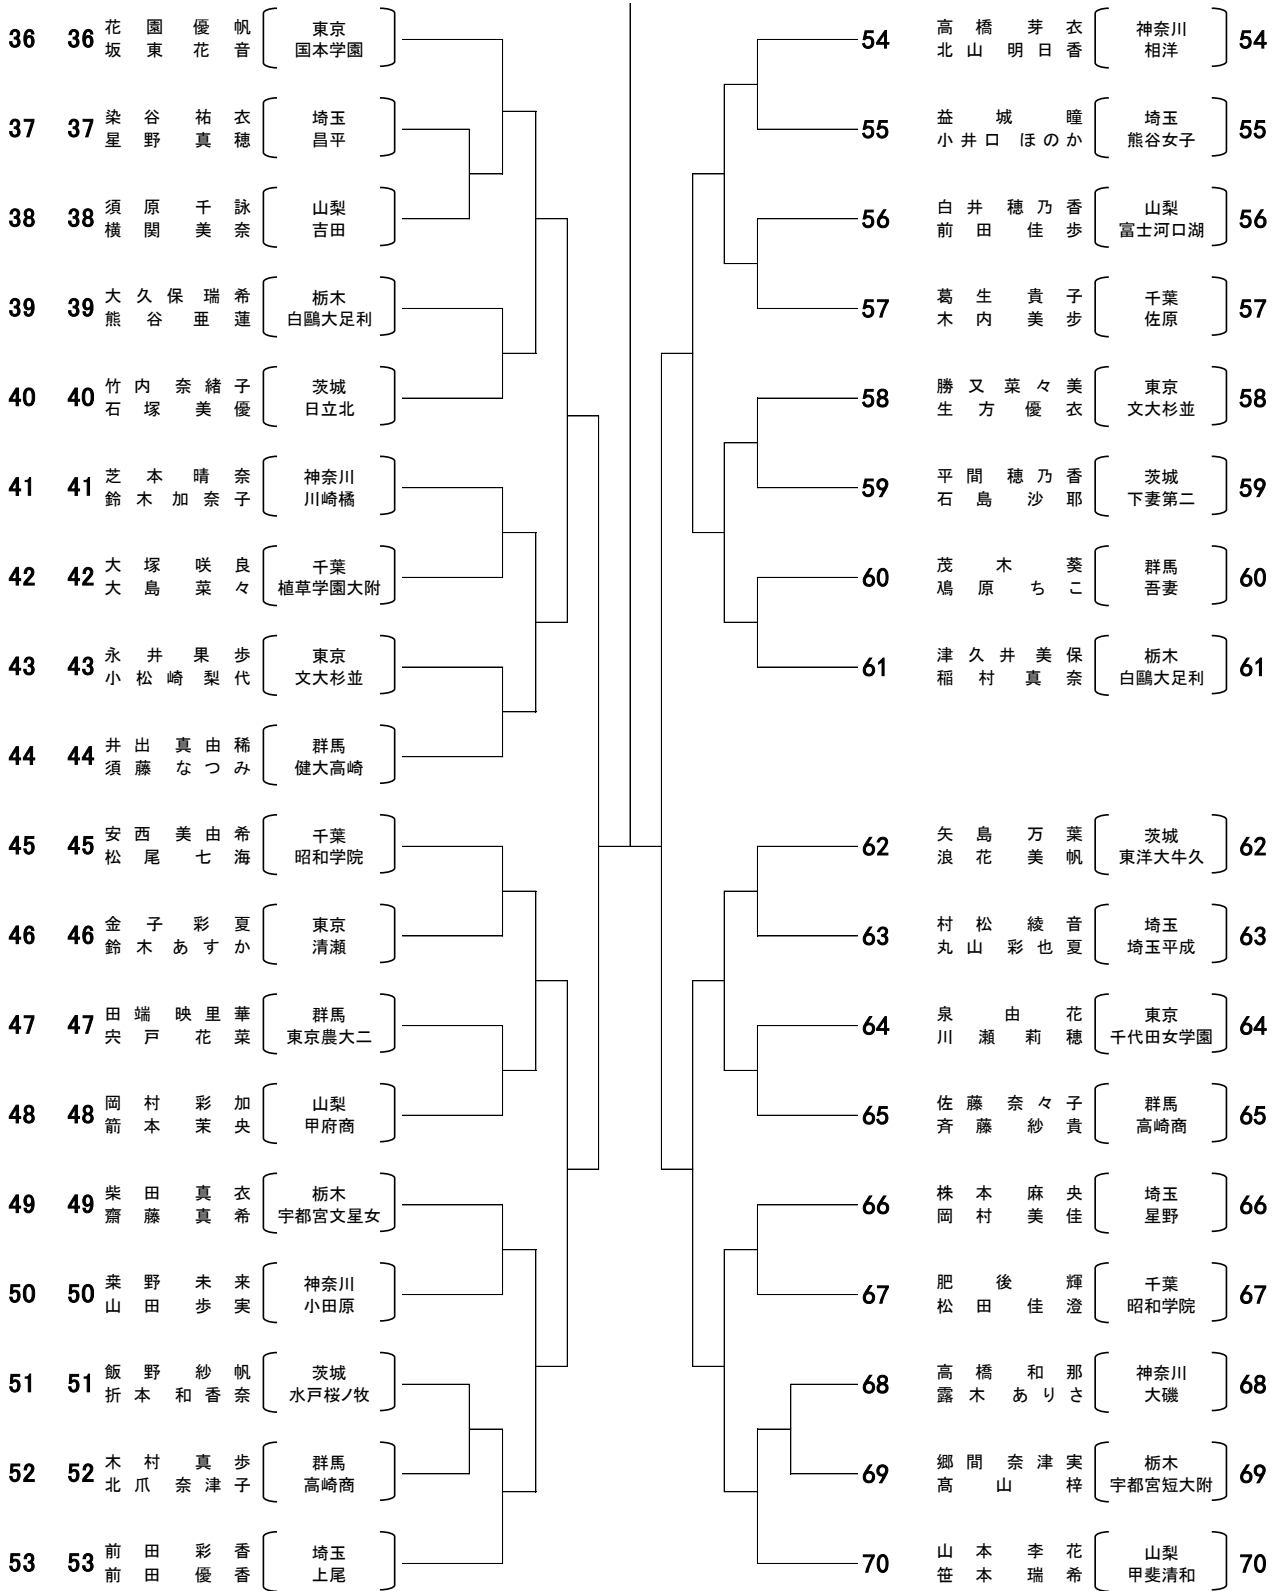 36 36 花園優帆 東京
坂東花音 国本学園
37 37 染谷祐衣 埼玉
星野真穂 昌平
38 38 須原千詠 山梨
横関美奈 吉田
39 39 大久保瑞希 栃木
熊谷亜蓮 白鷗大足利
40 40 竹内奈緒子 茨城
石塚美優 日立北
41 41 芝本晴奈 神奈川
鈴木加奈子 川崎橘
42 42 大塚咲良 千葉
大島菜々 植草学園大附
43 43 永井果歩 東京
小松崎梨代 文大杉並
44 44 井出真由稀 群馬
須藤なつみ 健大高崎
45 45 安西美由希 千葉
松尾七海 昭和学院
46 46 金子彩夏 東京
鈴木あすか 清瀬
47 47 田端映里華 群馬
宍戸花菜 東京農大二
48 48 岡村彩加 山梨
箭本茉央 甲府商
49 49 柴田真衣 栃木
齋藤真希 宇都宮文星女
50 50 乗野未来 神奈川
山田歩実 小田原
51 51 飯野紗帆 茨城
折本和香奈 水戸桜ノ牧
52 52 木村真歩 群馬
北爪奈津子 高崎商
53 53 前田彩香 埼玉
前田優香 上尾
54 高橋芽衣 神奈川 54
北山明日香 相洋
55 益城瞳 埼玉 55
小井口ほのか 熊谷女子
56 白井穂乃香 山梨 56
前田佳歩 富士河口湖
57 葛生貴子 千葉 57
木内美歩 佐原
58 勝又菜々美 東京 58
生方優衣 文大杉並
59 平間穂乃香 茨城 59
石島沙耶 下妻第二
60 茂木葵 群馬 60
鳰原ちこ 吾妻
61 津久井美保 栃木 61
稲村真奈 白鷗大足利
62 矢島万葉 茨城 62
浪花美帆 東洋大牛久
63 村松綾音 埼玉 63
丸山彩也夏 埼玉平成
64 泉由花 東京 64
川瀬莉穂 千代田女学園
65 佐藤奈々子 群馬 65
斉藤紗貴 高崎商
66 株本麻央 埼玉 66
岡村美佳 星野
67 肥後輝 千葉 67
松田佳澄 昭和学院
68 高橋和那 神奈川 68
露木ありさ 大磯
69 郷間奈津実 栃木 69
髙山梓 宇都宮短大附
70 山本李花 山梨 70
笹本瑞希 甲斐清和